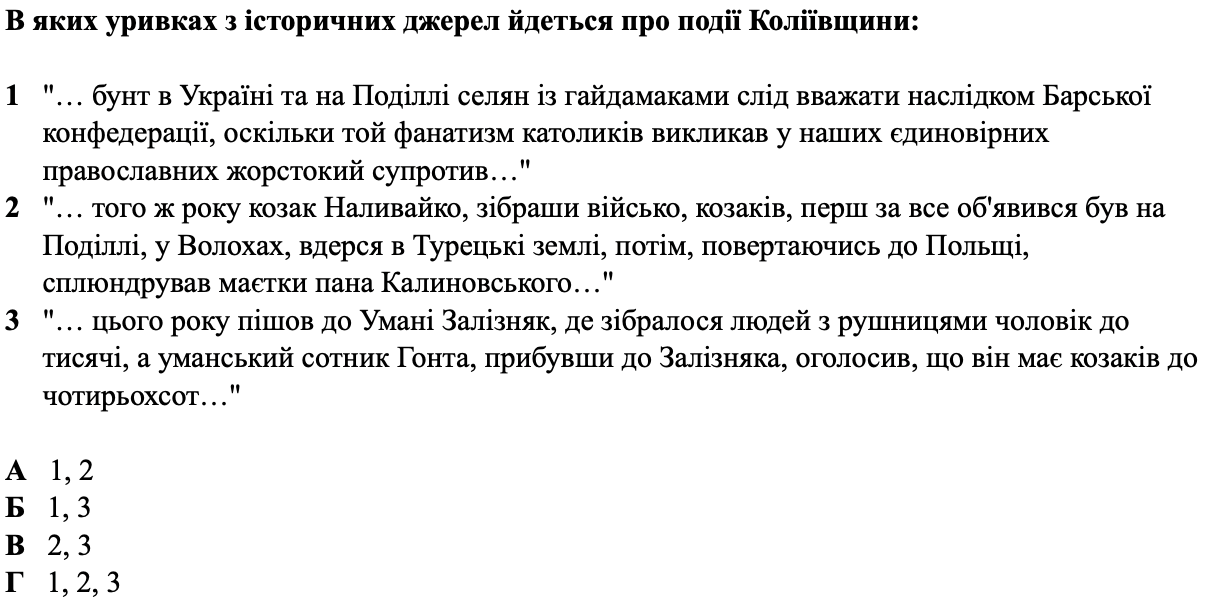 В яких уривках з історичних джерел йдеться про події Коліївщини:
1 "… бунт в Україні та на Поділлі селян із гайдамаками слід вважати наслідком Барської
конфедерації, оскільки той фанатизм католиків викликав у наших єдиновірних
православних жорстокий супротив…"
2 "… того ж року козак Наливайко, зібраши військо, козаків, перш за все об'явився був на
Поділлі, у Волохах, вдерся в Турецькі землі, потім, повертаючись до Польщі,
сплюндрував маєтки пана Калиновського…"
3 "… цього року пішов до Умані Залізняк, де зібралося людей з рушницями чоловік до
тисячі, а уманський сотник Гонта, прибувши до Залізняка, оголосив, що він має козаків до
чотирьохсот…"
А 1, 2
Б 1, 3
В 2, 3
Г 1, 2, 3